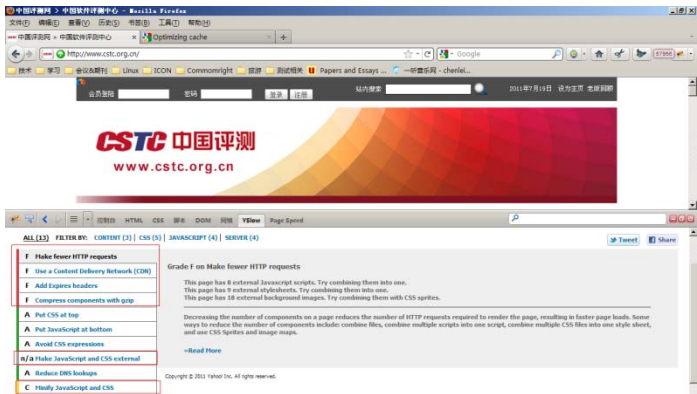 中国评测网 > 中国软件评测中心 - Mozilla Firefox
文件(F) 编辑(E) 查看(V) 历史(S) 书签(B) 工具(T) 帮助(H)
中国评测网 > 中国软件评测中心 × Optimizing cache × +
http://www.cstc.org.cn/ Google
技术 学习 会议&期刊 Linux ICON Commonright 旅游 测试相关 Papers and Essays ... 一听音乐网 - chenlei...
会员登陆 密码 登录 注册 站内搜索 2011年7月19日 设为主页 老版回顾
CSTC 中国评测
www.cstc.org.cn
控制台 HTML CSS 脚本 DOM 网络 YSlow Page Speed
ALL (13) FILTER BY: CONTENT (3) | CSS (5) | JAVASCRIPT (4) | SERVER (4) Tweet Share
F Make fewer HTTP requests
F Use a Content Delivery Network (CDN)
F Add Expires headers
F Compress components with gzip
A Put CSS at top
A Put JavaScript at bottom
A Avoid CSS expressions
n/a Make JavaScript and CSS external
A Reduce DNS lookups
C Minify JavaScript and CSS
Grade F on Make fewer HTTP requests
This page has 8 external Javascript scripts. Try combining them into one.
This page has 9 external stylesheets. Try combining them into one.
This page has 18 external background images. Try combining them with CSS sprites.
Decreasing the number of components on a page reduces the number of HTTP requests required to render the page, resulting in faster page loads. Some
ways to reduce the number of components include: combine files, combine multiple scripts into one script, combine multiple CSS files into one style sheet,
and use CSS Sprites and image maps.
»Read More
Copyright © 2011 Yahoo! Inc. All rights reserved.